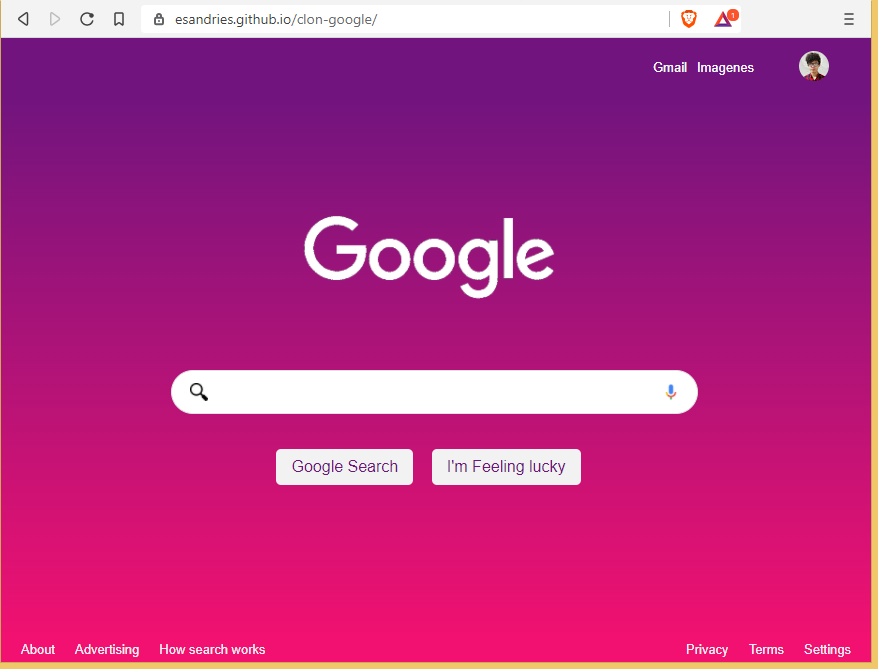 esandries.github.io/clon-google/
1
Gmail Imagenes
Google
Google Search I'm Feeling lucky
About Advertising How search works Privacy Terms Settings